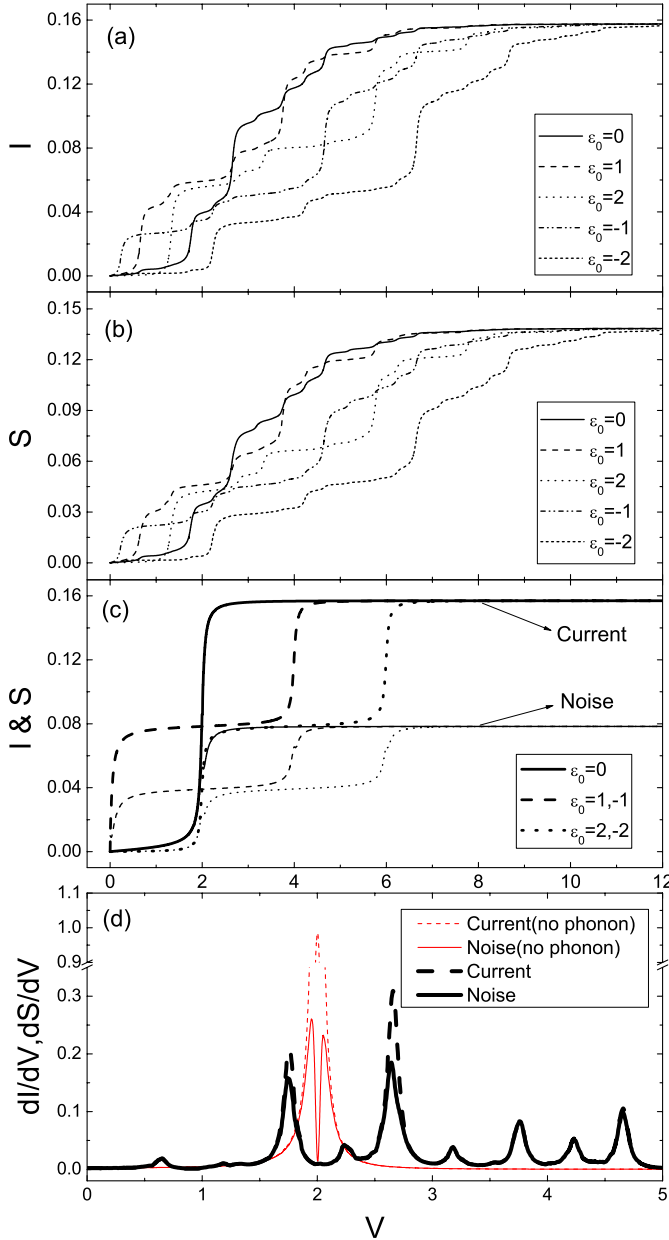 (a)
I
0.16
0.12
0.08
0.04
0.00
ε₀=0
ε₀=1
ε₀=2
ε₀=-1
ε₀=-2
(b)
S
0.15
0.12
0.09
0.06
0.03
0.00
ε₀=0
ε₀=1
ε₀=2
ε₀=-1
ε₀=-2
(c)
I & S
0.16
0.12
0.08
0.04
0.00
Current
Noise
ε₀=0
ε₀=1,-1
ε₀=2,-2
0 2 4 6 8 10 12
(d)
dI/dV,dS/dV
1.1
1.0
0.9
0.3
0.2
0.1
0.0
Current(no phonon)
Noise(no phonon)
Current
Noise
0 1 2 3 4 5
V